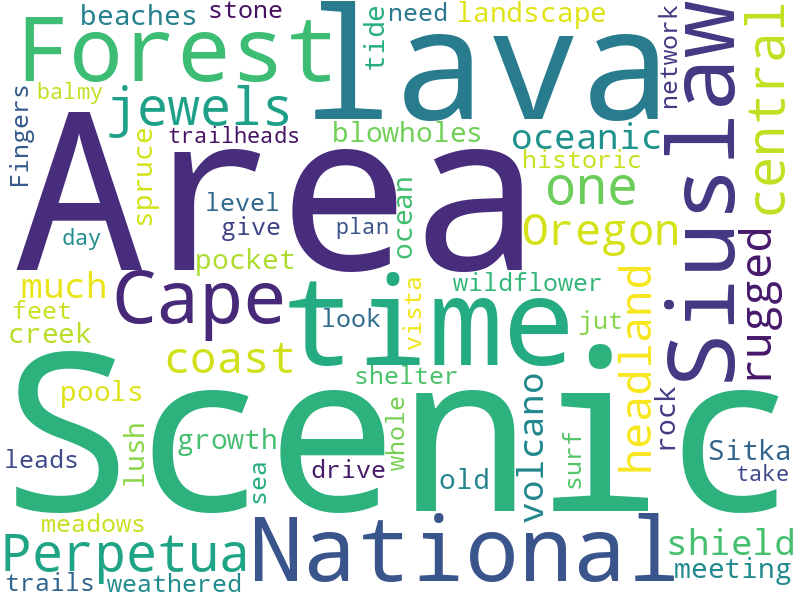 beaches
stone
need
landscape
Forest
lava
tide
network
Siuslaw
central
Fingers
balmy
jewels
trailheads
blowholes
oceanic
historic
spruce
Area
one
level
give
plan
ocean
Oregon
day
pocket
much
Cape
time
wildflower
rugged
feet
creek
look
vista
jut
headland
coast
shelter
pools
Scenic
volcano
rock
growth
lush
whole
surf
leads
sea
drive
old
Sitka
take
meadows
Perpetua
National
shield
meeting
trails
weathered